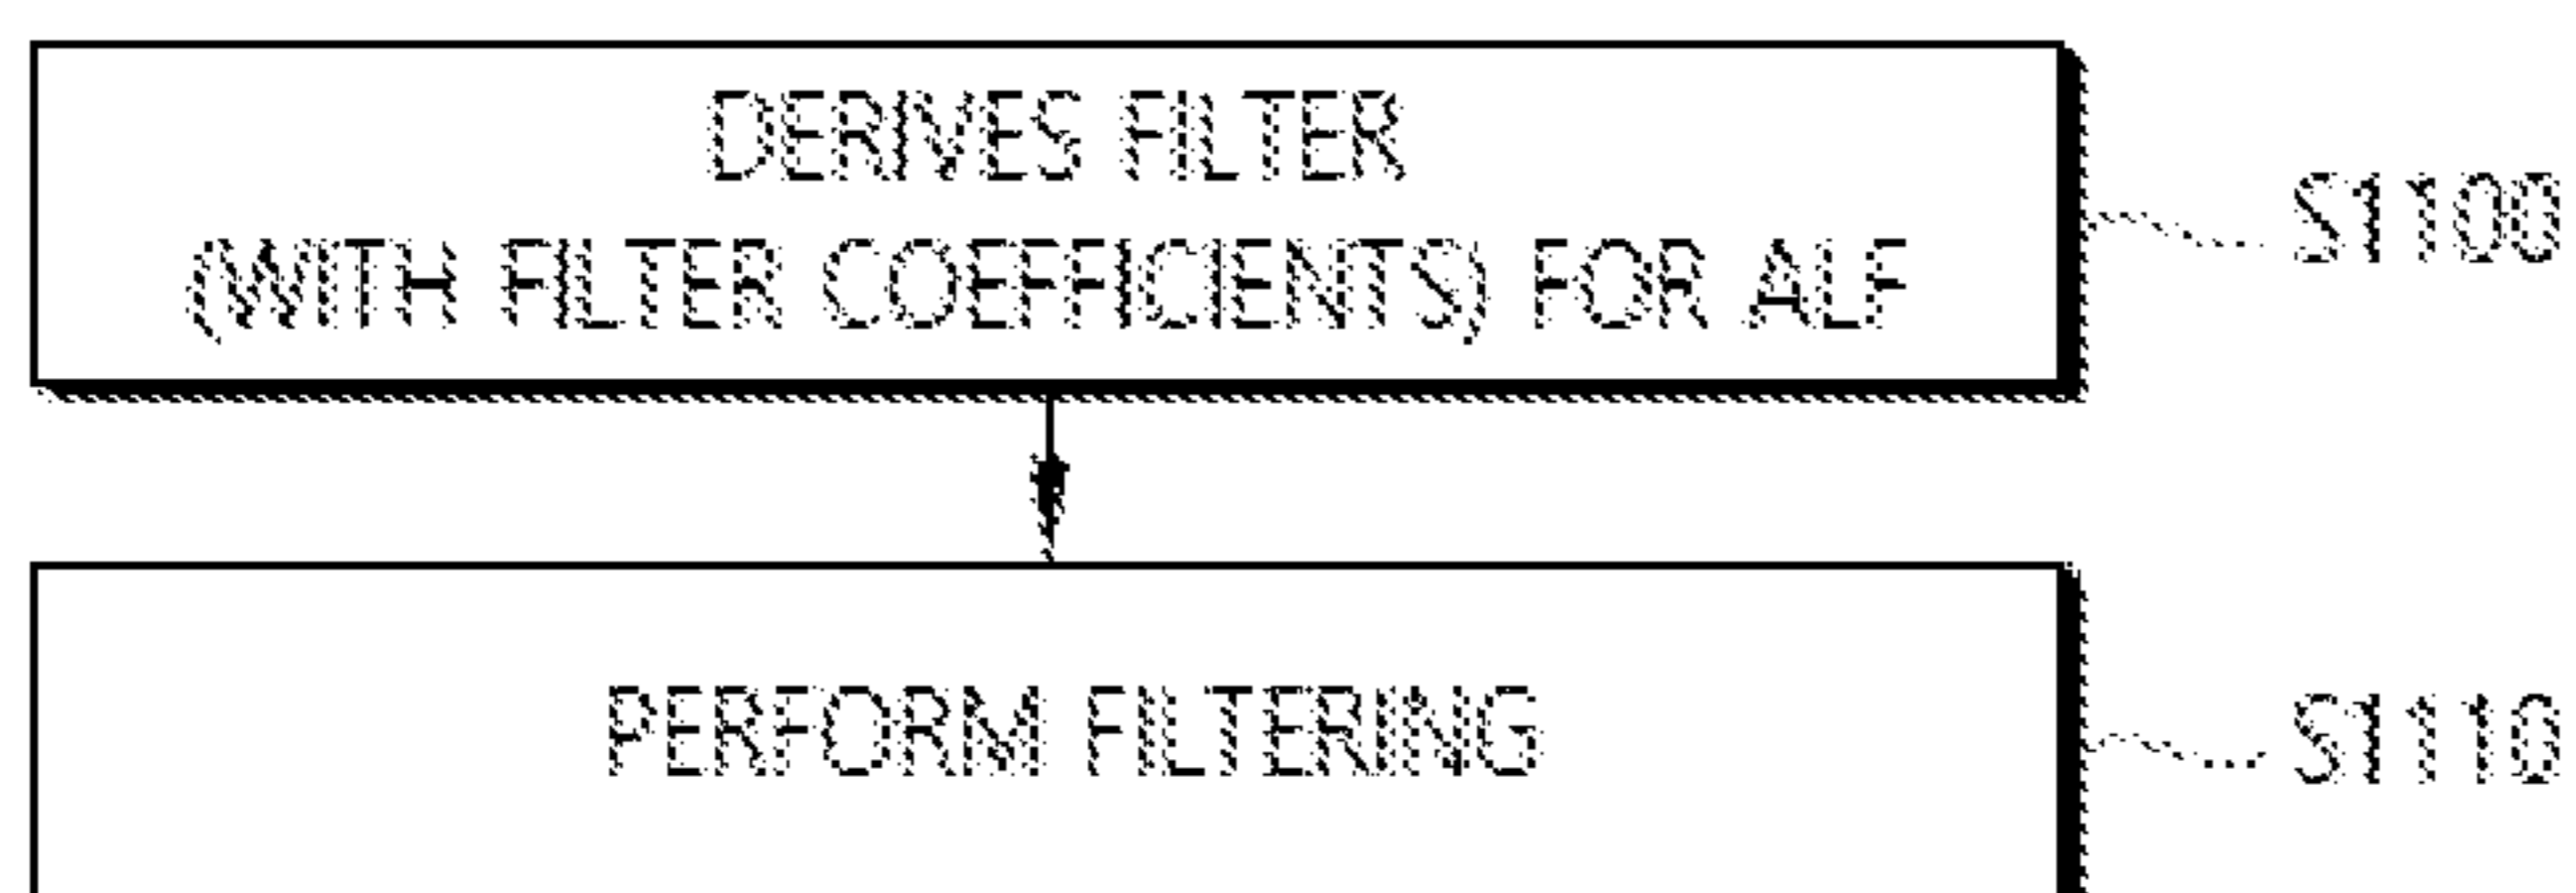 DERIVES FILTER
(WITH FILTER COEFFICIENTS) FOR ALF
S1100
PERFORM FILTERING
S1110